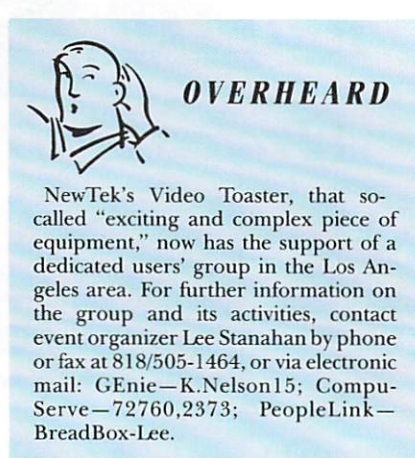 OVERHEARD
NewTek's Video Toaster, that so-
called "exciting and complex piece of
equipment," now has the support of a
dedicated users' group in the Los An-
geles area. For further information on
the group and its activities, contact
event organizer Lee Stanahan by phone
or fax at 818/505-1464, or via electronic
mail: GEnie—K.Nelson15; Compu-
Serve—72760,2373; PeopleLink—
BreadBox-Lee.